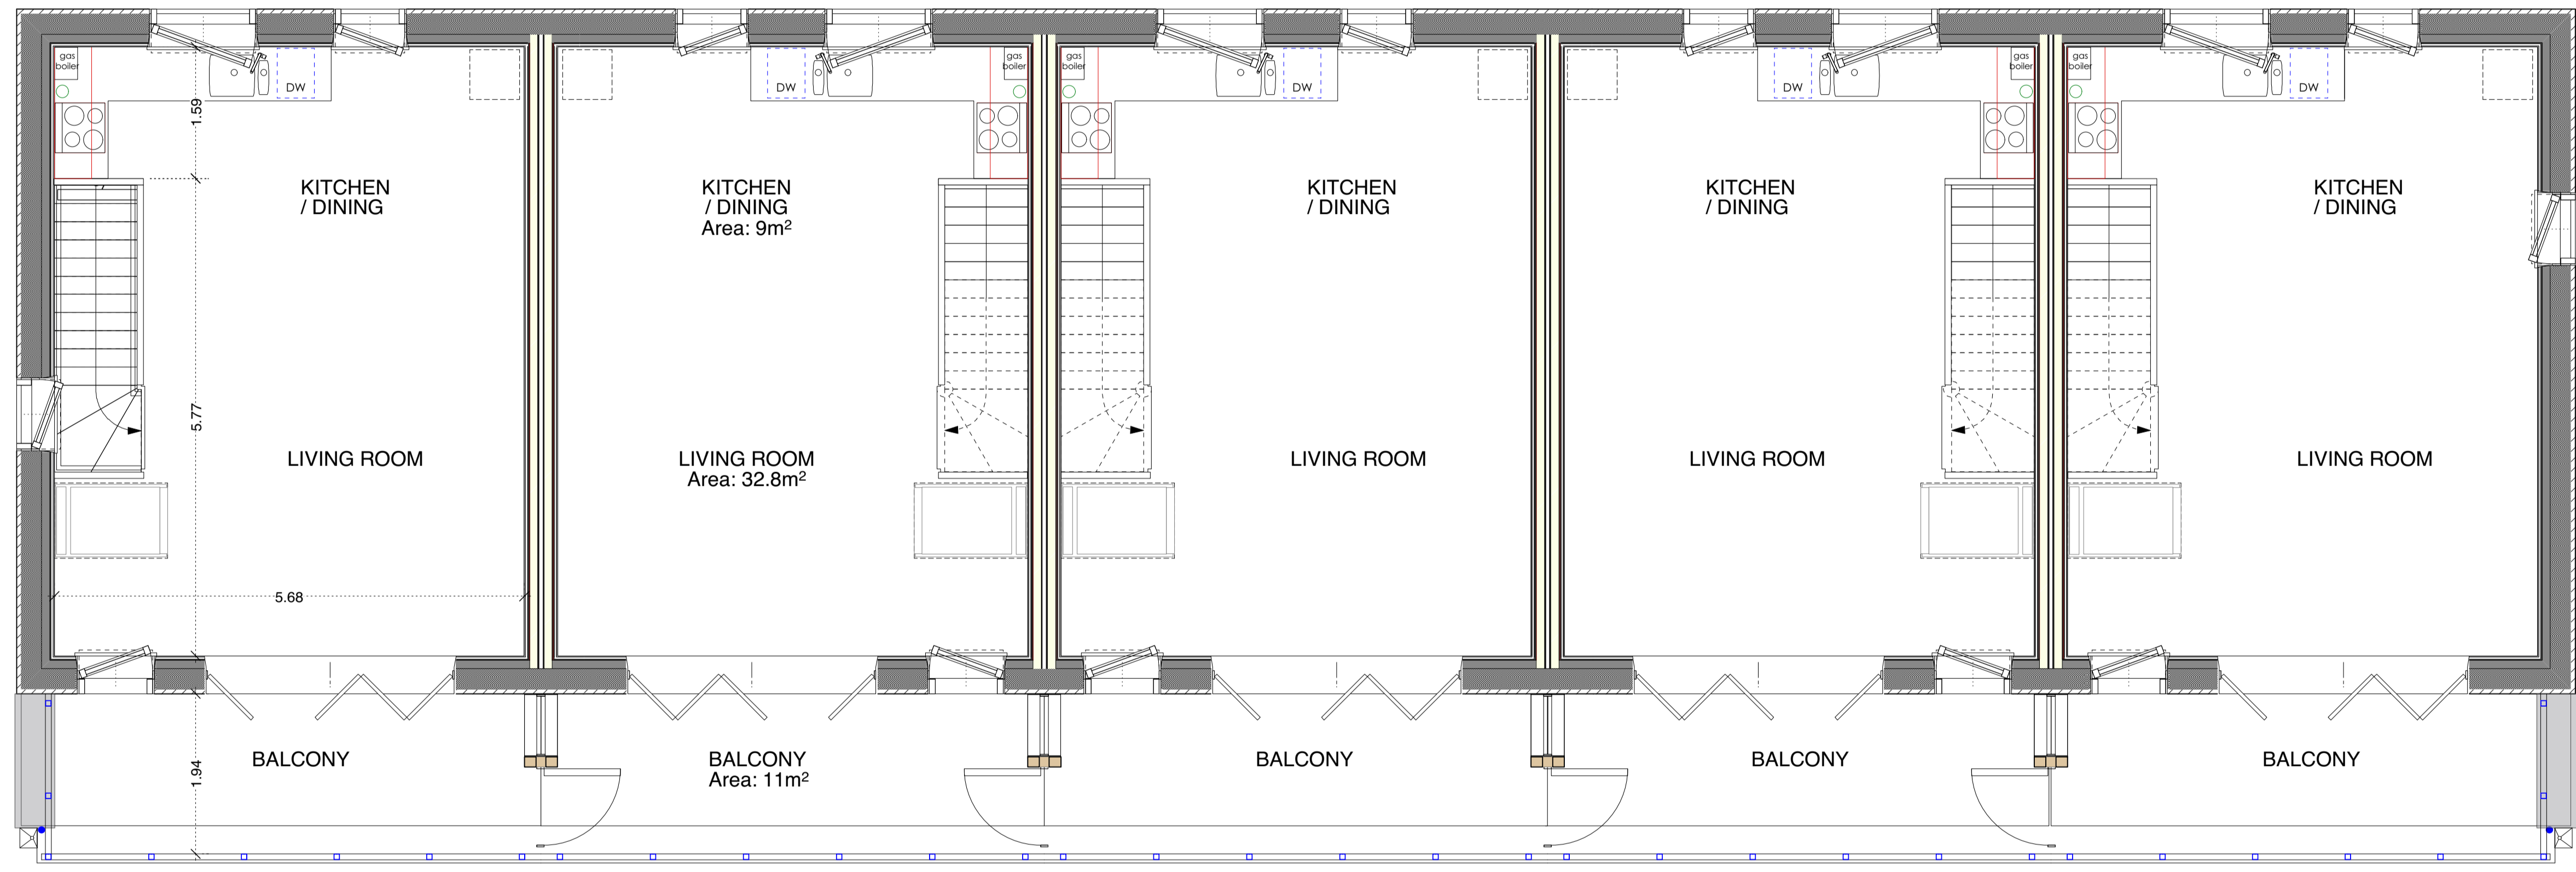 gas
boiler
DW
1.59
KITCHEN
/ DINING
5.77
LIVING ROOM
5.68
BALCONY
1.94
DW
gas
boiler
KITCHEN
/ DINING
Area: 9m²
LIVING ROOM
Area: 32.8m²
BALCONY
Area: 11m²
gas
boiler
DW
KITCHEN
/ DINING
LIVING ROOM
BALCONY
DW
gas
boiler
KITCHEN
/ DINING
LIVING ROOM
BALCONY
gas
boiler
DW
KITCHEN
/ DINING
LIVING ROOM
BALCONY